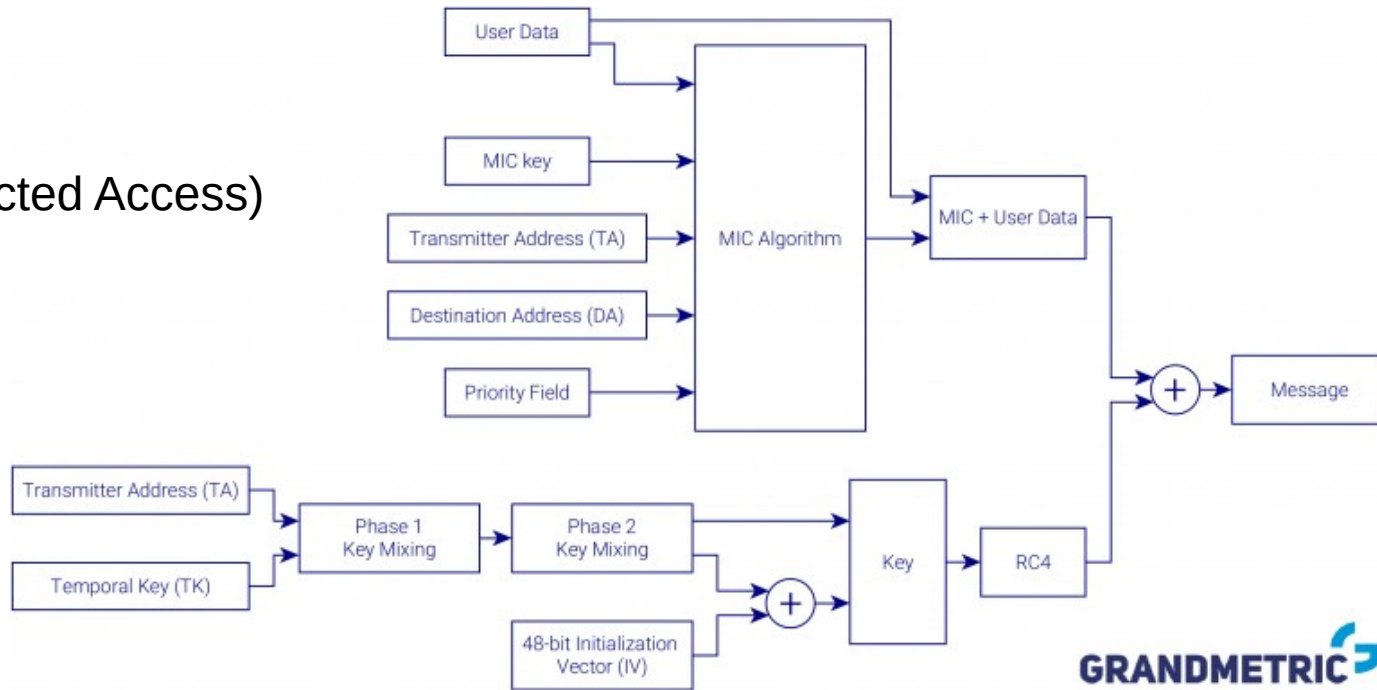 User Data
cted Access)
MIC key
Transmitter Address (TA)
MIC Algorithm
MIC + User Data
Destination Address (DA)
Priority Field
+
Message
Transmitter Address (TA)
Temporal Key (TK)
Phase 1
Key Mixing
Phase 2
Key Mixing
+
48-bit Initialization
Vector (IV)
Key
RC4
GRANDMETRIC